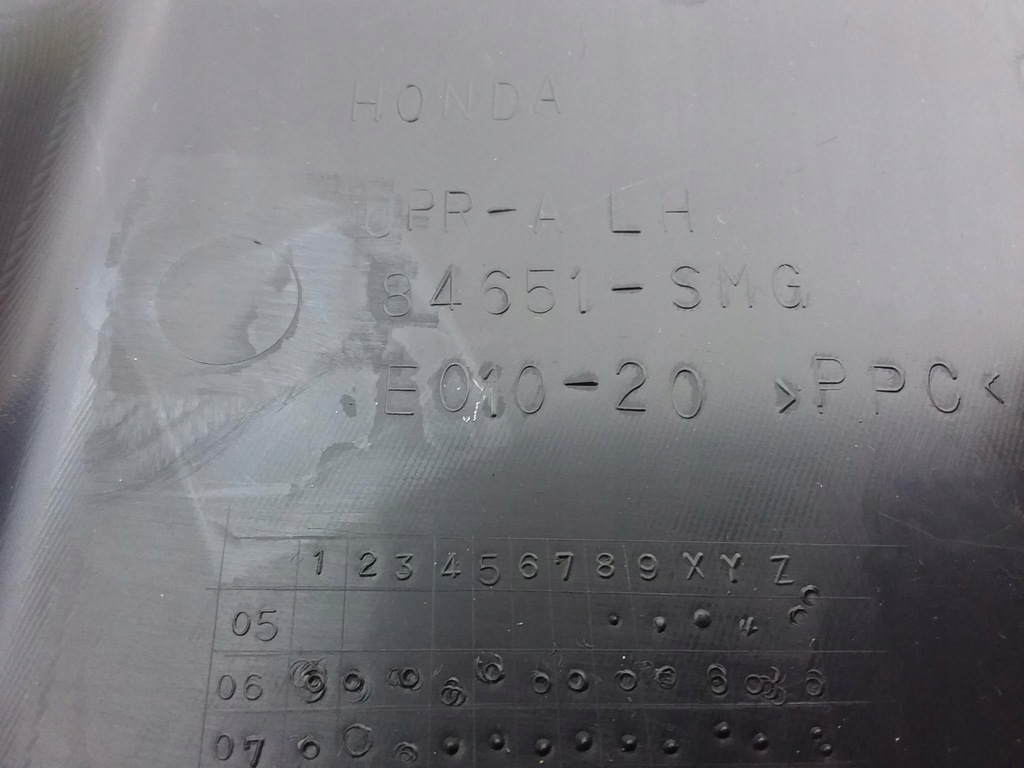 HONDA
UPR-A LH
84651-SMG
E010-20 >PPC<
1 2 3 4 5 6 7 8 9 X Y Z
05
06
07